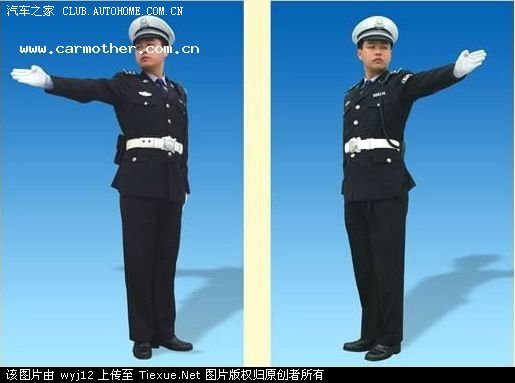 汽车之家 CLUB.AUTOHOME.COM.CN
www.carmother.com.cn
该图片由 wyj12 上传至 Tiexue.Net 图片版权归原创者所有